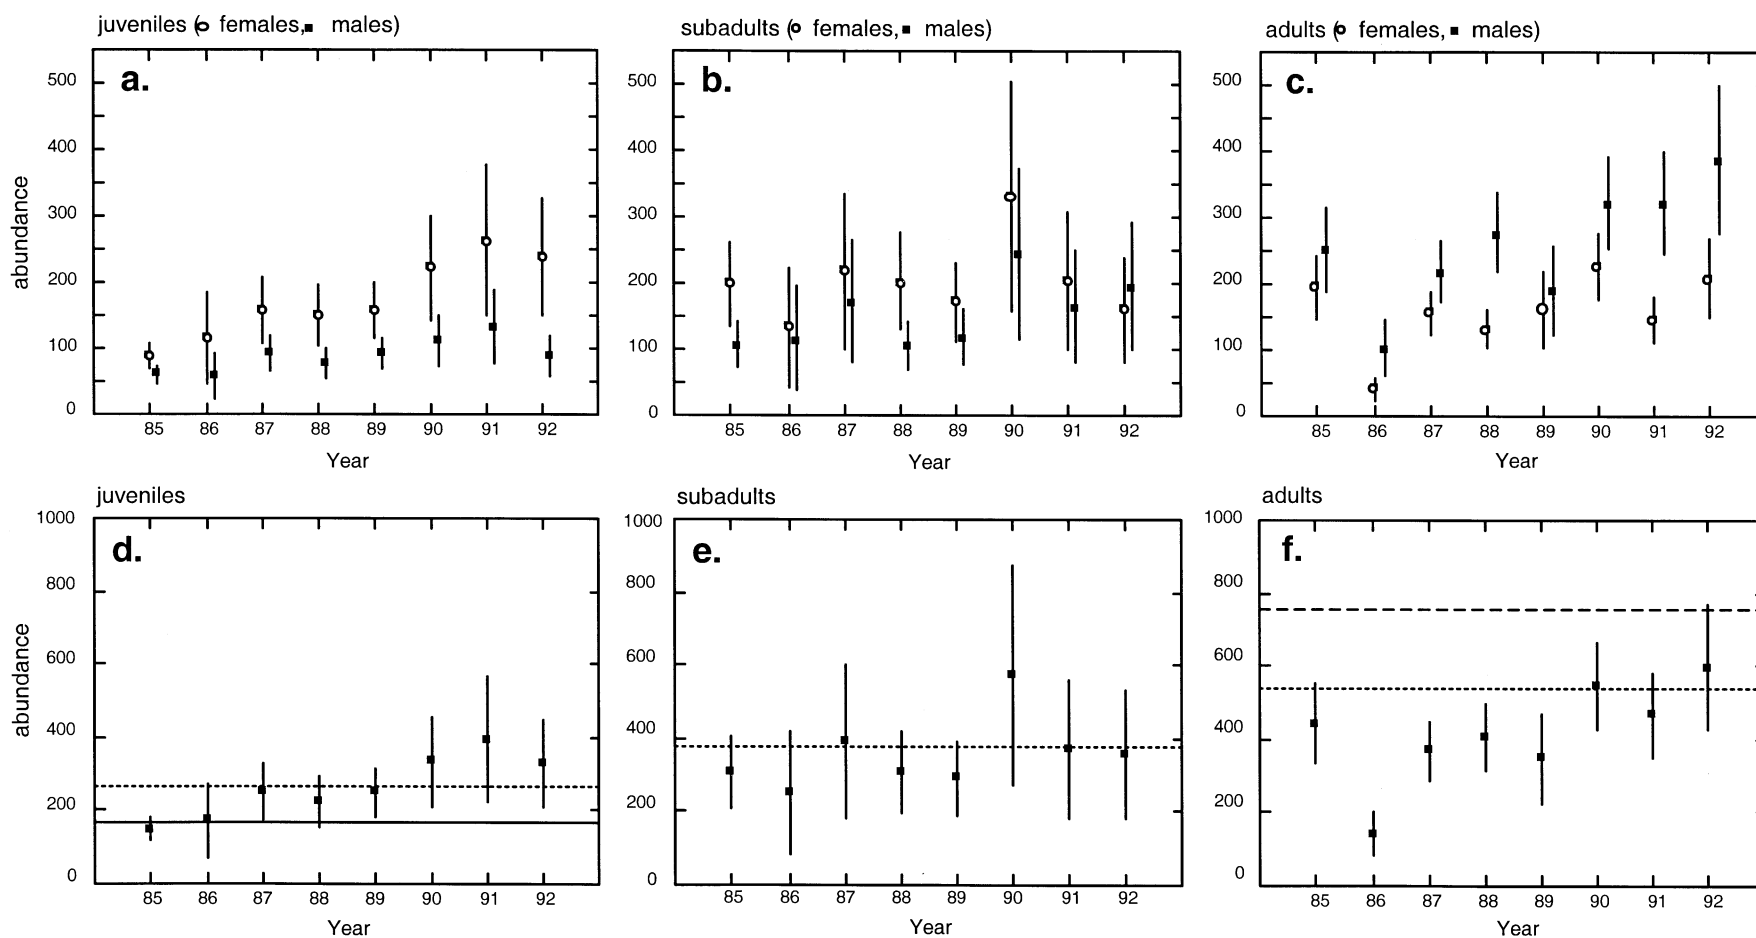 juveniles (o females, ■ males)
a.
abundance
500
400
300
200
100
0
85 86 87 88 89 90 91 92
Year
subadults (o females, ■ males)
b.
500
400
300
200
100
0
85 86 87 88 89 90 91 92
Year
adults (o females, ■ males)
c.
500
400
300
200
100
0
85 86 87 88 89 90 91 92
Year
juveniles
d.
abundance
1000
800
600
400
200
0
85 86 87 88 89 90 91 92
Year
subadults
e.
1000
800
600
400
200
0
85 86 87 88 89 90 91 92
Year
adults
f.
1000
800
600
400
200
0
85 86 87 88 89 90 91 92
Year